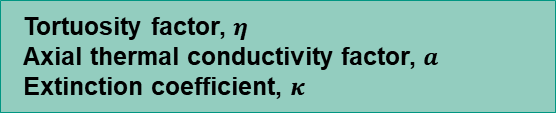 Tortuosity factor, η
Axial thermal conductivity factor, a
Extinction coefficient, κ